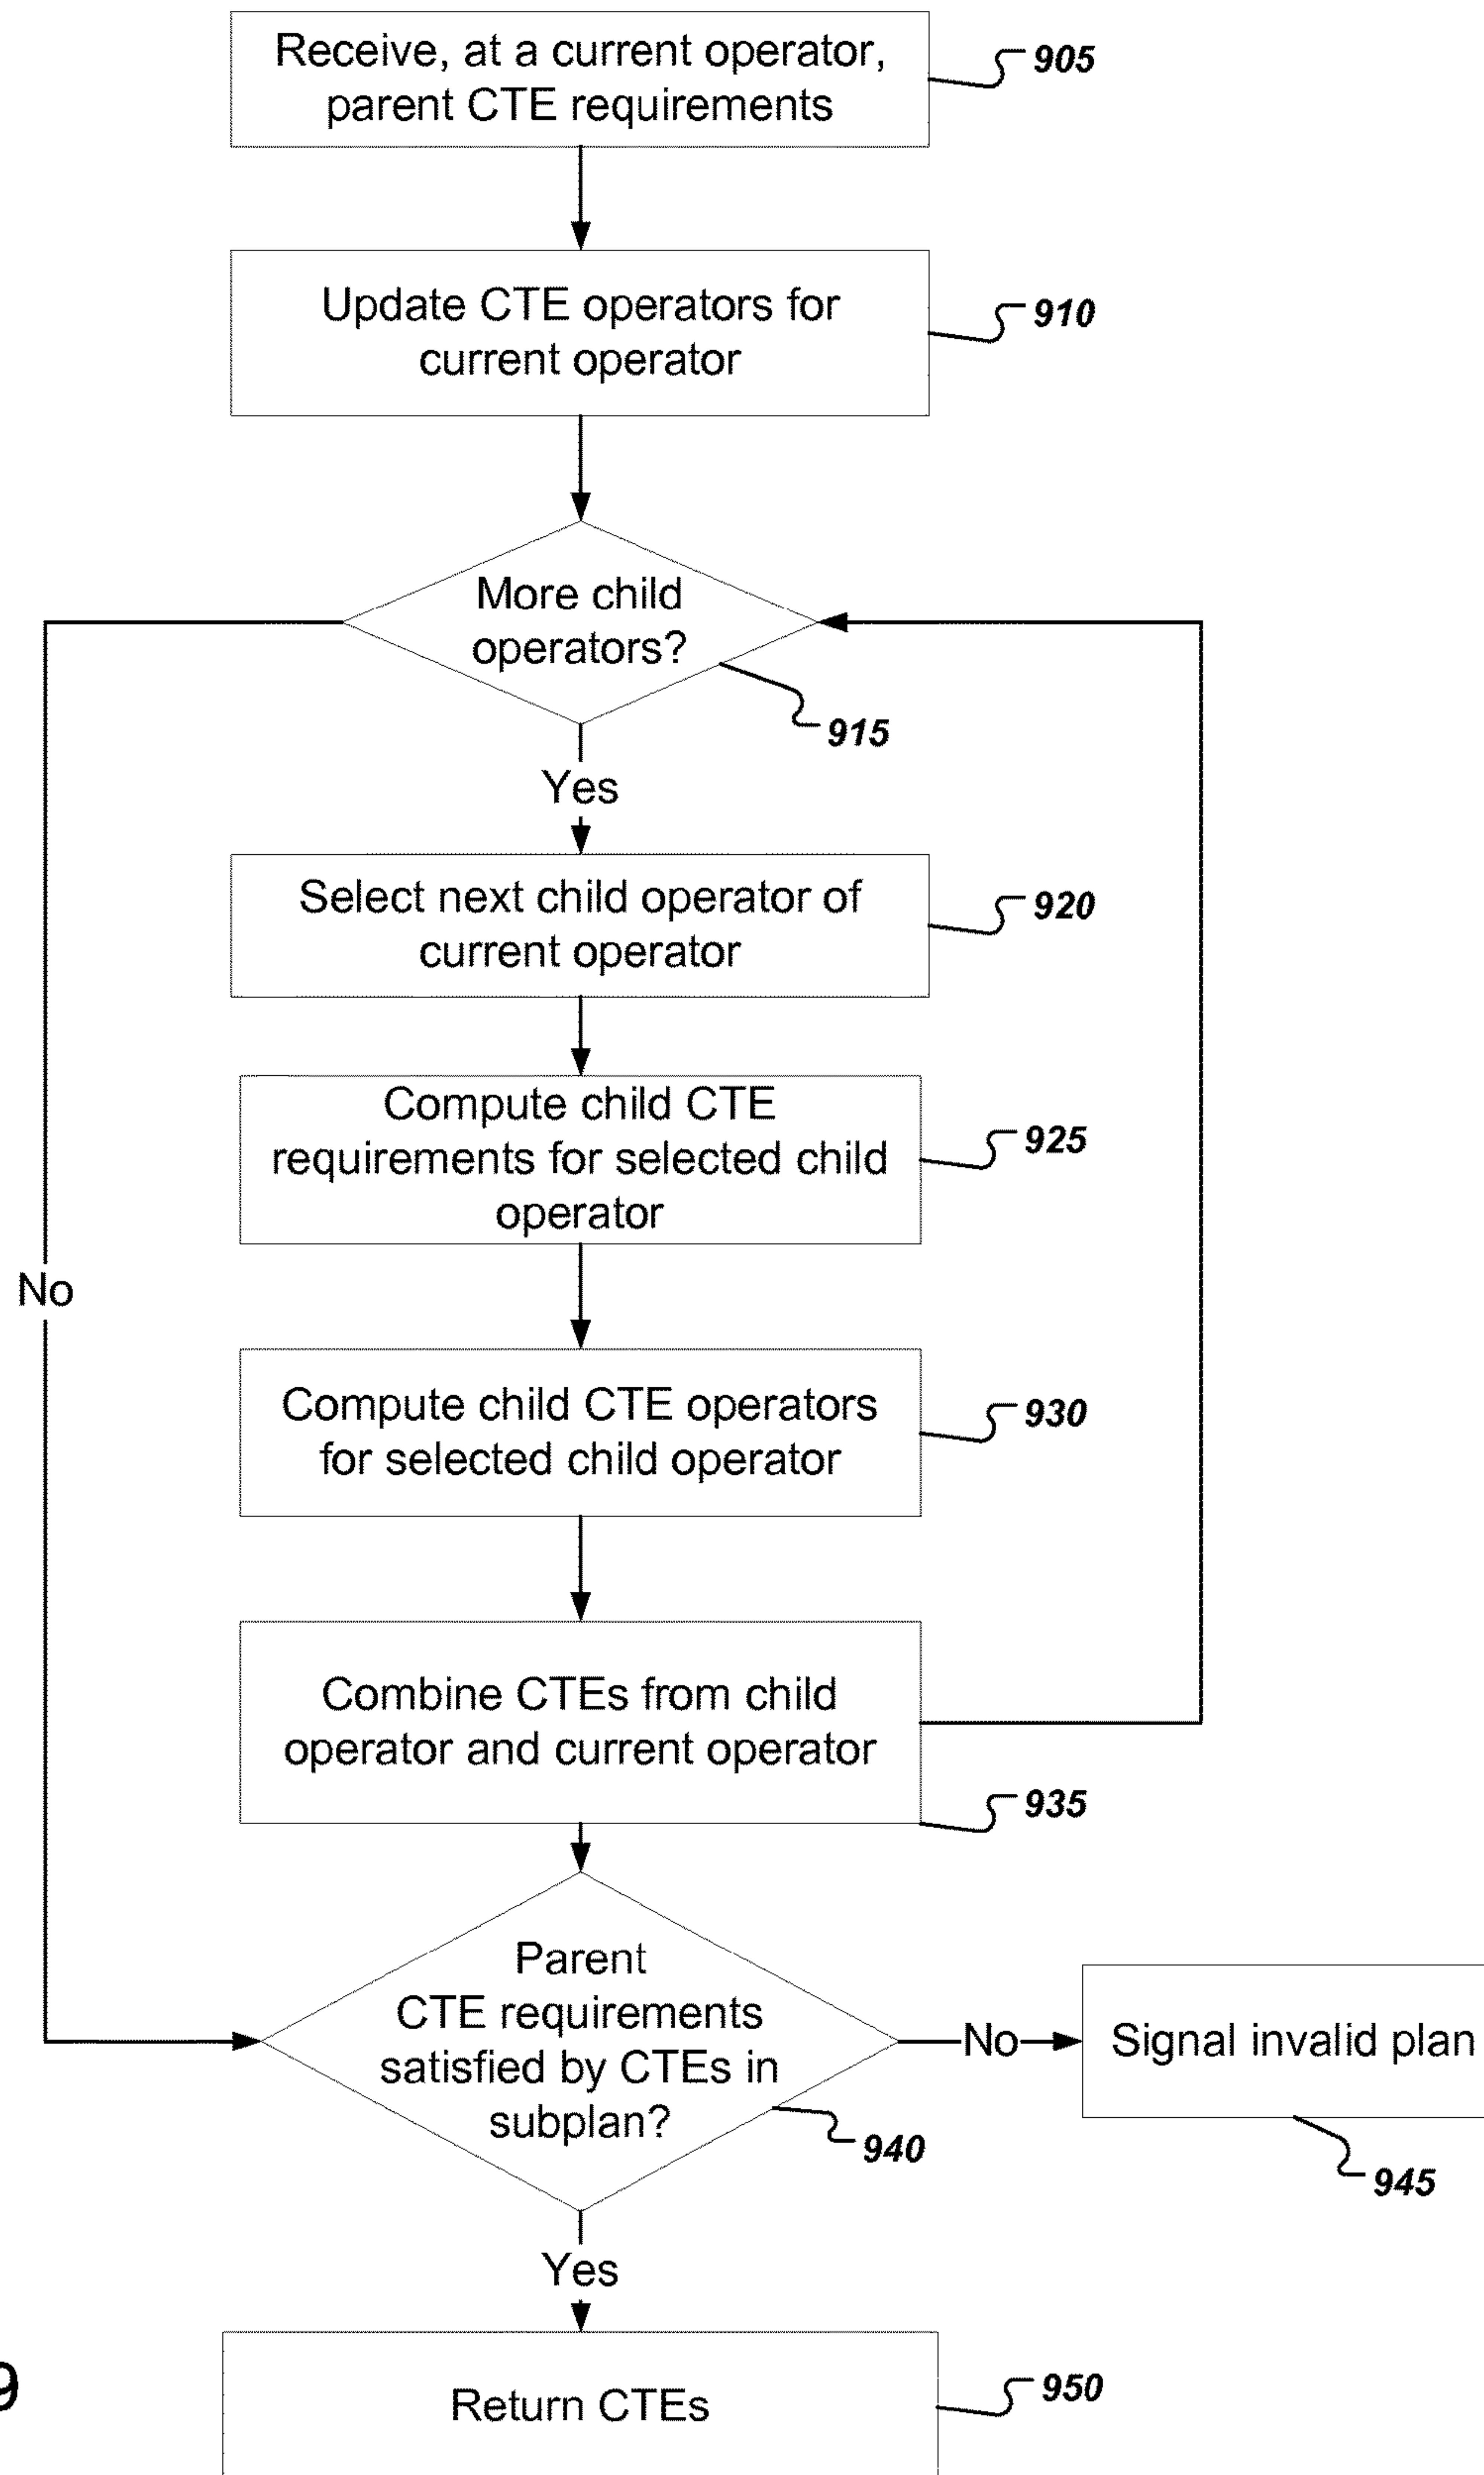 Receive, at a current operator,
parent CTE requirements
905
Update CTE operators for
current operator
910
More child
operators?
915
Yes
Select next child operator of
current operator
920
Compute child CTE
requirements for selected child
operator
925
No
Compute child CTE operators
for selected child operator
930
Combine CTEs from child
operator and current operator
935
Parent
CTE requirements
satisfied by CTEs in
subplan?
940
No
Signal invalid plan
945
Yes
Return CTEs
950
9